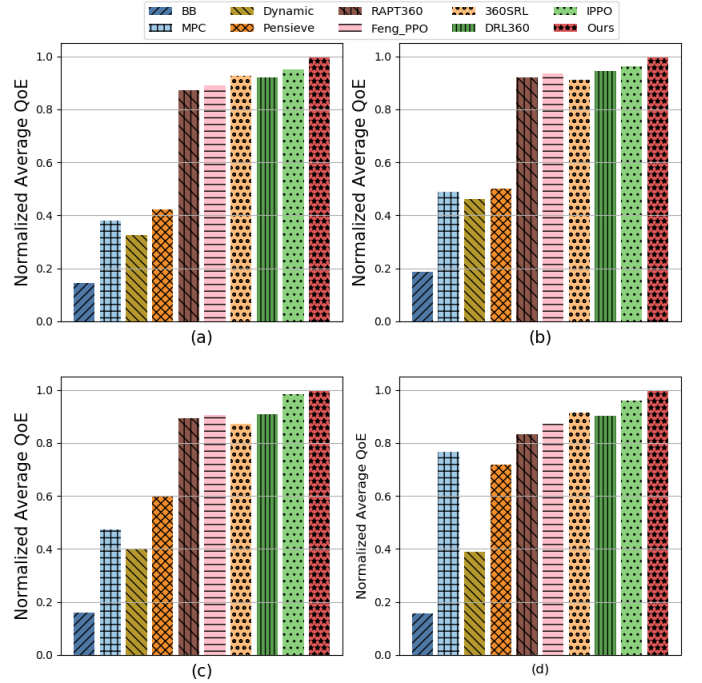 BB Dynamic RAPT360 360SRL IPPO
MPC Pensieve Feng_PPO DRL360 Ours
Normalized Average QoE
1.0
0.8
0.6
0.4
0.2
0.0
(a)
Normalized Average QoE
1.0
0.8
0.6
0.4
0.2
0.0
(b)
Normalized Average QoE
1.0
0.8
0.6
0.4
0.2
0.0
(c)
Normalized Average QoE
1.0
0.8
0.6
0.4
0.2
0.0
(d)